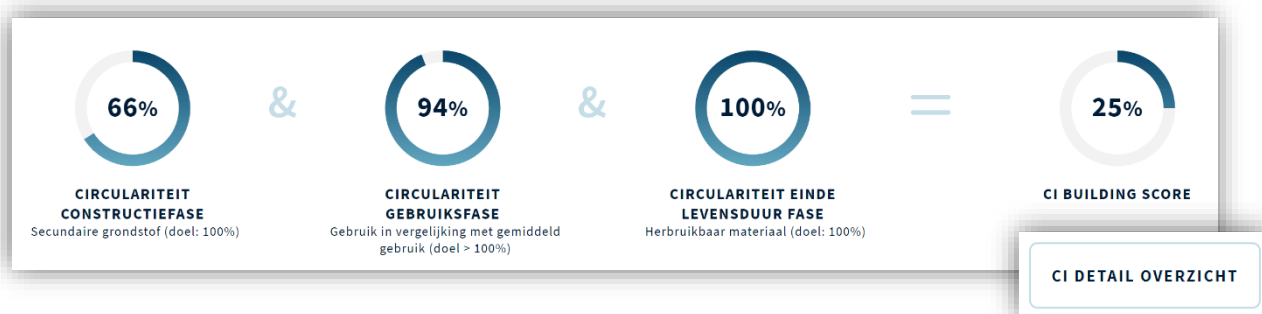 66%
&
94%
&
100%
=
25%
CIRCULARITEIT
CONSTRUCTIEFASE
Secundaire grondstof (doel: 100%)
CIRCULARITEIT
GEBRUIKSFASE
Gebruik in vergelijking met gemiddeld
gebruik (doel > 100%)
CIRCULARITEIT EINDE
LEVENSDUUR FASE
Herbruikbaar materiaal (doel: 100%)
CI BUILDING SCORE
CI DETAIL OVERZICHT